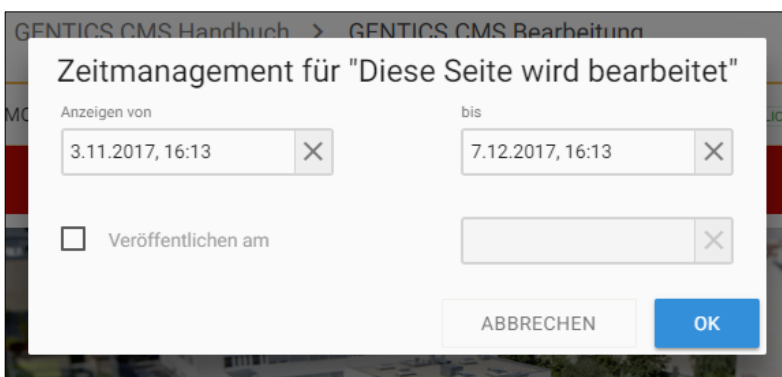 GENTICS CMS Handbuch > GENTICS CMS Bearbeitung
Zeitmanagement für "Diese Seite wird bearbeitet"
Anzeigen von bis
3.11.2017, 16:13 7.12.2017, 16:13
Veröffentlichen am
ABBRECHEN OK